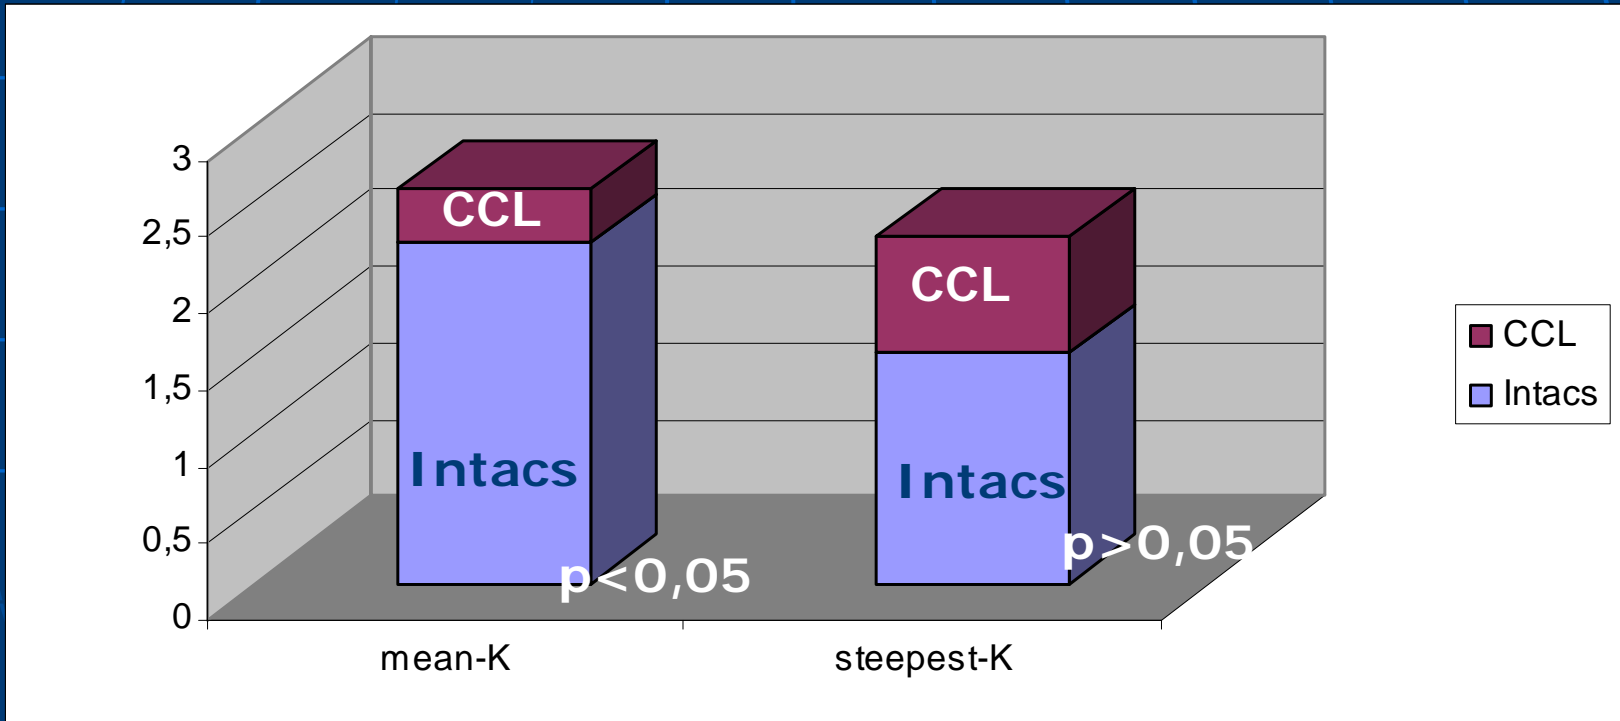 3
2,5
2
1,5
1
0,5
0
CCL
Intacs
p<0,05
CCL
Intacs
p>0,05
mean-K
steepest-K
CCL
Intacs